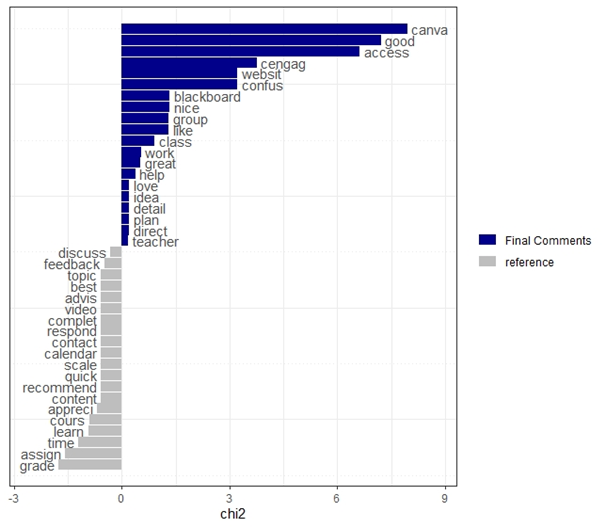 canva
good
access
cengag
websit
confus
blackboard
nice
group
like
class
work
great
help
love
idea
detail
plan
direct
teacher
discuss
feedback
topic
best
advis
video
complet
respond
contact
calendar
scale
quick
recommend
content
appreci
cours
learn
time
assign
grade
-3 0 3 6 9
chi2
Final Comments
reference